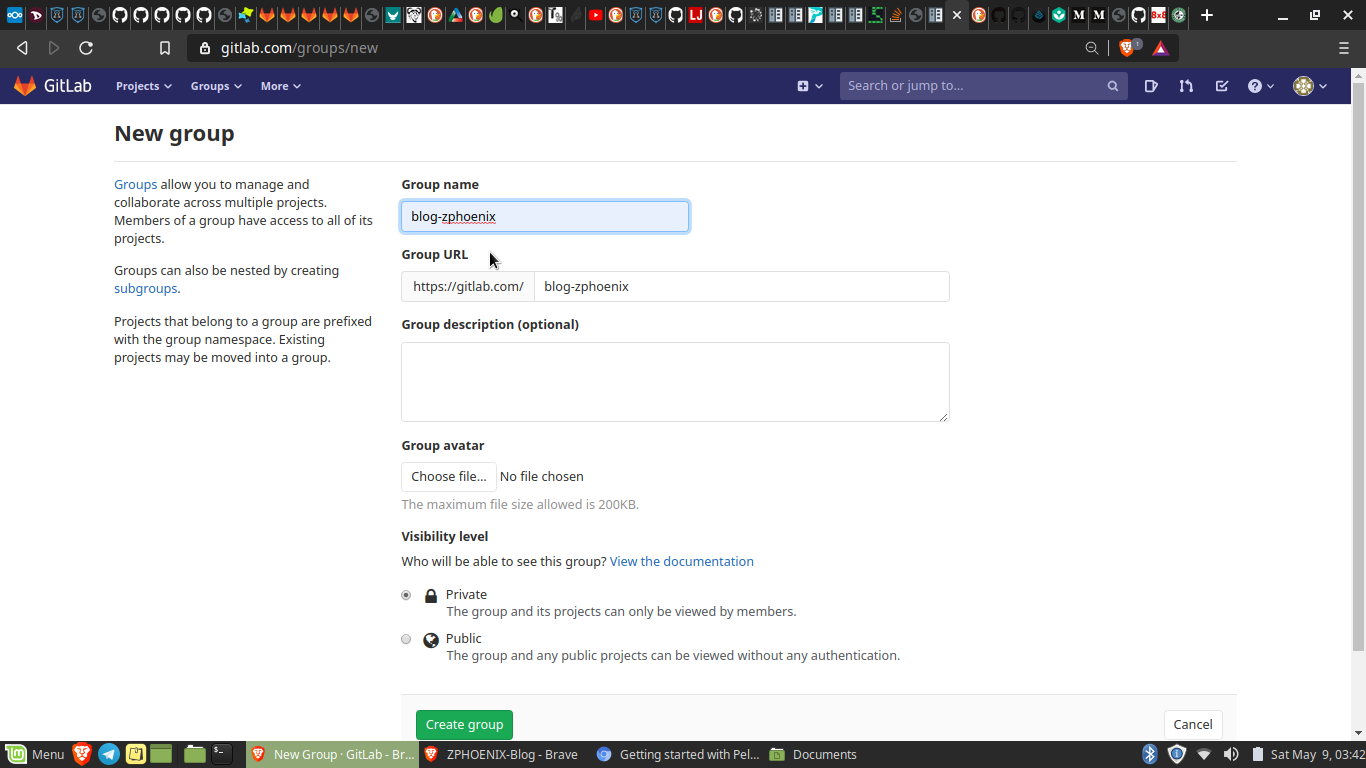 8x8
gitlab.com/groups/new
1
GitLab
Projects
Groups
More
Search or jump to...
New group
Groups allow you to manage and
collaborate across multiple projects.
Members of a group have access to all of its
projects.
Groups can also be nested by creating
subgroups.
Projects that belong to a group are prefixed
with the group namespace. Existing
projects may be moved into a group.
Group name
blog-zphoenix
Group URL
https://gitlab.com/ blog-zphoenix
Group description (optional)
Group avatar
Choose file... No file chosen
The maximum file size allowed is 200KB.
Visibility level
Who will be able to see this group? View the documentation
Private
The group and its projects can only be viewed by members.
Public
The group and any public projects can be viewed without any authentication.
Create group
Cancel
Menu
New Group · GitLab - Br...
ZPHOENIX-Blog - Brave
Getting started with Pel...
Documents
Sat May 9, 03:42